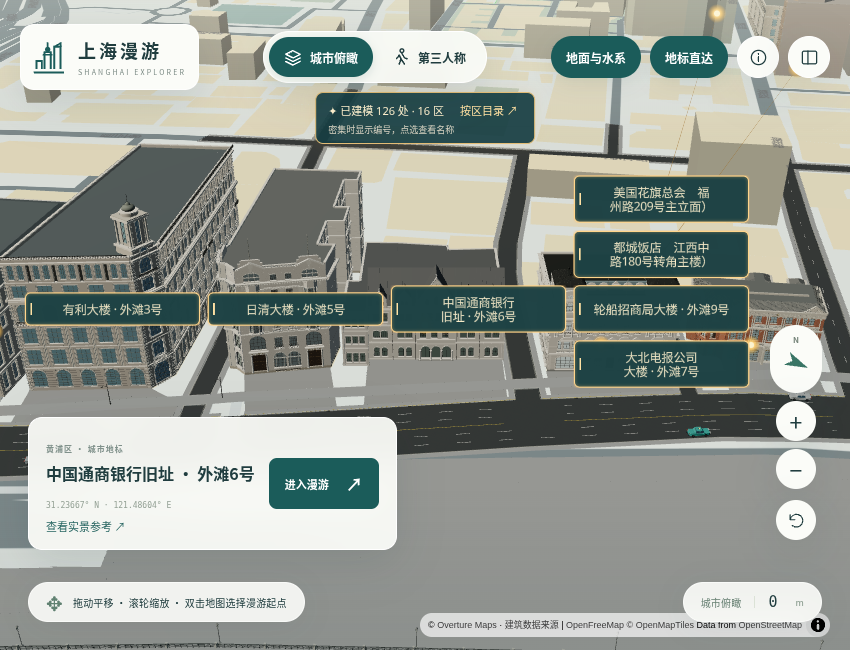 上海漫游
SHANGHAI EXPLORER
城市俯瞰
第三人称
地面与水系
地标直达
✦ 已建模 126 处 · 16 区 按区目录 ↗
密集时显示编号，点选查看名称
美国花旗总会 福
州路209号主立面）
都城饭店 江西中
路180号转角主楼）
有利大楼 · 外滩3号
日清大楼 · 外滩5号
中国通商银行
旧址 · 外滩6号
轮船招商局大楼 · 外滩9号
大北电报公司
大楼 · 外滩7号
N
+
−
黄浦区 · 城市地标
中国通商银行旧址 · 外滩6号
31.23667° N · 121.48604° E
查看实景参考 ↗
进入漫游 ↗
拖动平移 · 滚轮缩放 · 双击地图选择漫游起点
城市俯瞰 0 m
© Overture Maps · 建筑数据来源 | OpenFreeMap © OpenMapTiles Data from OpenStreetMap